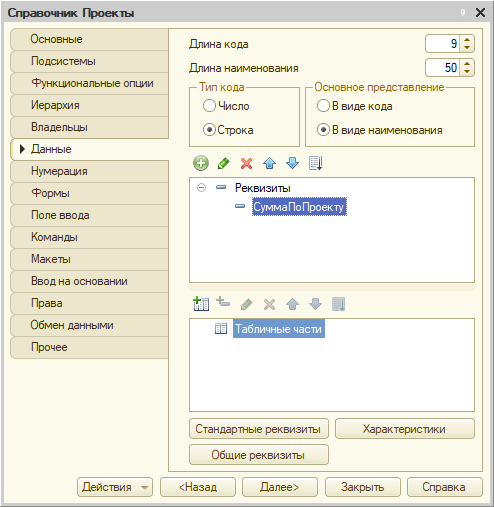 Справочник Проекты
Основные
Подсистемы
Функциональные опции
Иерархия
Владельцы
Данные
Нумерация
Формы
Поле ввода
Команды
Макеты
Ввод на основании
Права
Обмен данными
Прочее
Длина кода 9
Длина наименования 50
Тип кода
Число
Строка
Основное представление
В виде кода
В виде наименования
Реквизиты
СуммаПоПроекту
Табличные части
Стандартные реквизиты Характеристики
Общие реквизиты
Действия <Назад Далее> Закрыть Справка